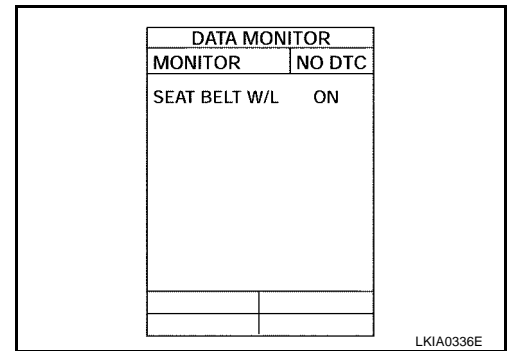 DATA MONITOR
MONITOR NO DTC
SEAT BELT W/L ON
LKIA0336E